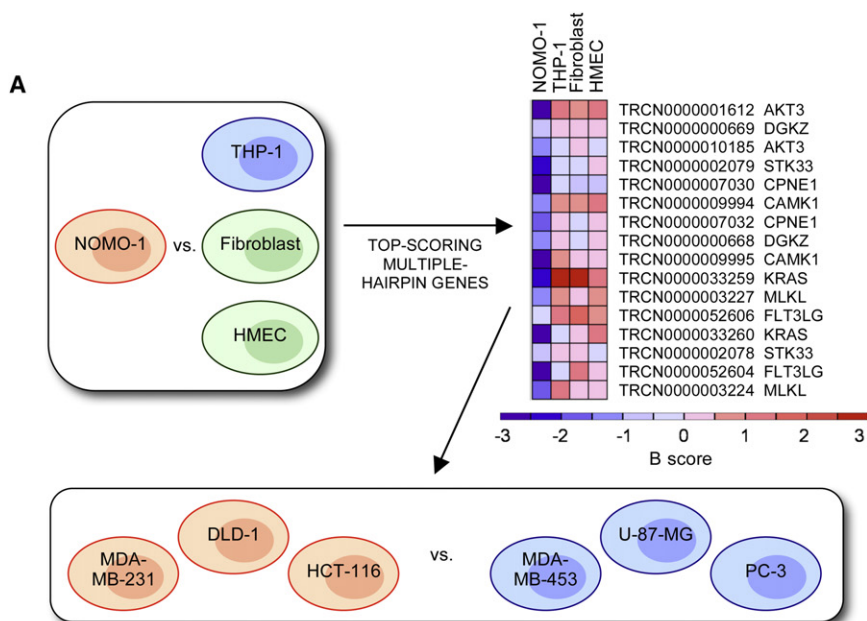 A
THP-1
NOMO-1
vs.
Fibroblast
HMEC
TOP-SCORING
MULTIPLE-
HAIRPIN GENES
NOMO-1
THP-1
Fibroblast
HMEC
TRCN0000001612 AKT3
TRCN0000000669 DGKZ
TRCN0000010185 AKT3
TRCN0000002079 STK33
TRCN0000007030 CPNE1
TRCN0000009994 CAMK1
TRCN0000007032 CPNE1
TRCN0000000668 DGKZ
TRCN0000009995 CAMK1
TRCN0000033259 KRAS
TRCN0000003227 MLKL
TRCN0000052606 FLT3LG
TRCN0000033260 KRAS
TRCN0000002078 STK33
TRCN0000052604 FLT3LG
TRCN0000003224 MLKL
-3 -2 -1 0 1 2 3
B score
MDA-
MB-231
DLD-1
HCT-116
vs.
MDA-
MB-453
U-87-MG
PC-3